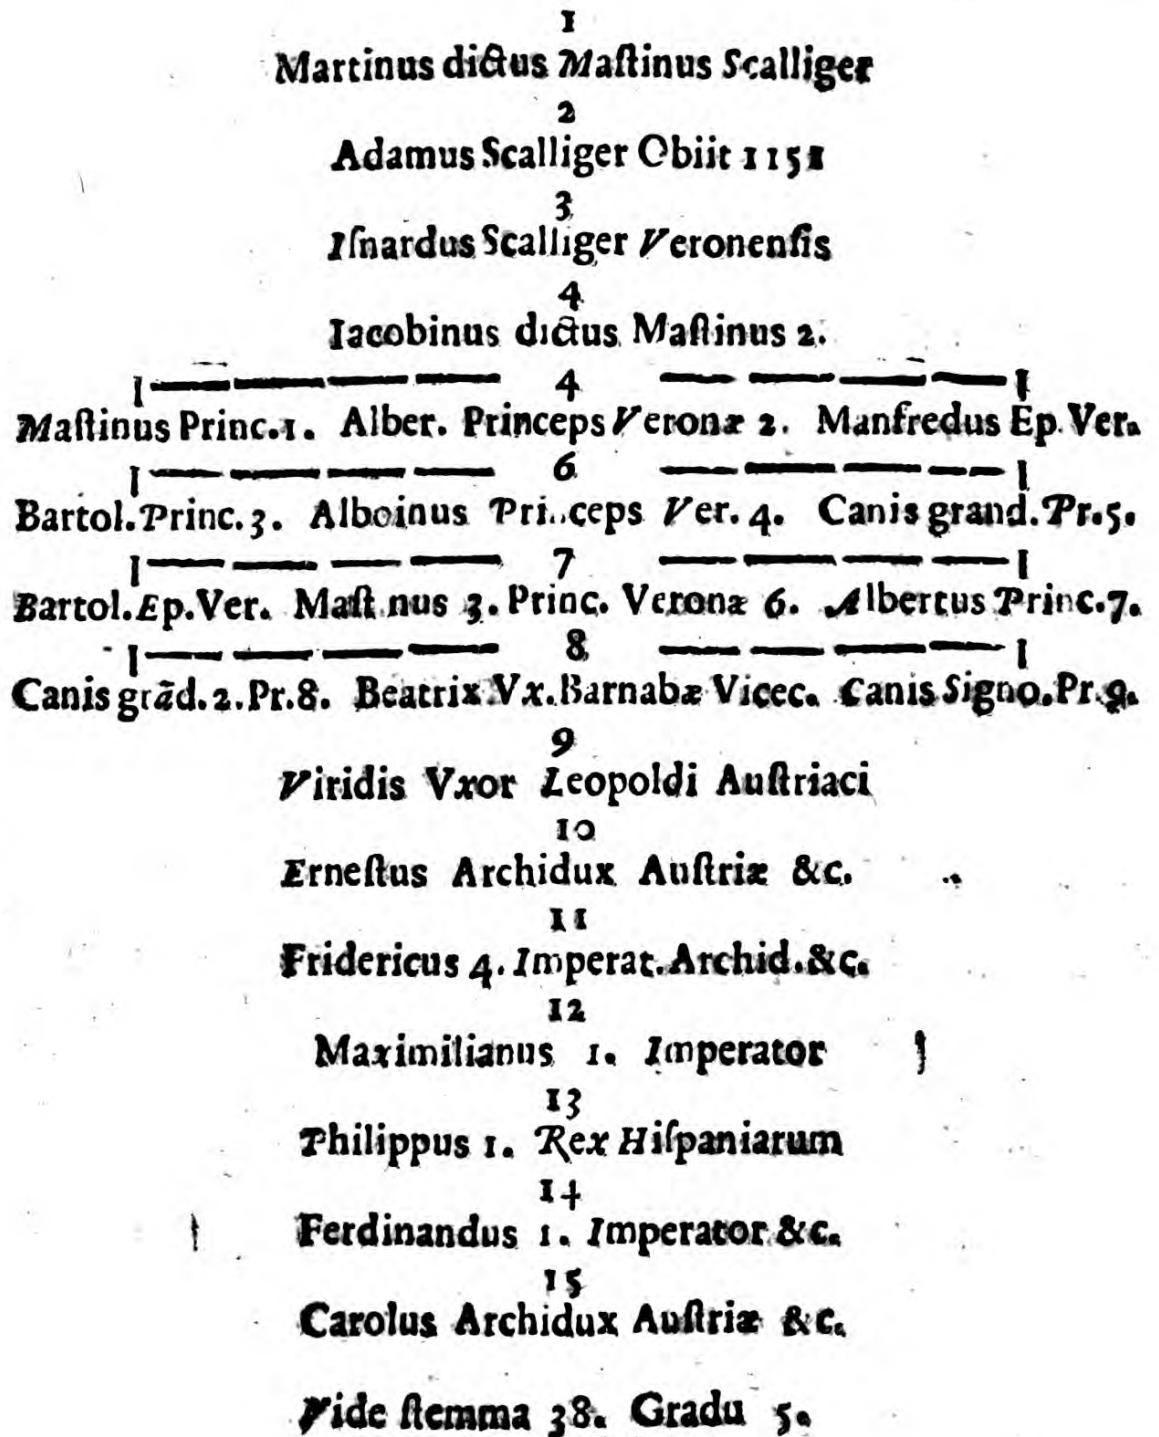 1
Martinus dictus Maſtinus Scalliger
2
Adamus Scalliger Obiit 1151
3
Iſnardus Scalliger Veronenſis
4
Iacobinus dictus Maſtinus 2.
4
Maſtinus Princ.1. Alber. Princeps Veronæ 2. Manfredus Ep. Ver.
6
Bartol.Princ.3. Alboinus Pri..ceps Ver.4. Canis grand.Pr.5.
7
Bartol.Ep.Ver. Maſt nus 3. Princ. Veronæ 6. Albertus Princ.7.
8
Canis grãd.2.Pr.8. Beatrix Vx.Barnabæ Vicec. Canis Signo.Pr.9.
9
Viridis Vxor Leopoldi Auſtriaci
10
Erneſtus Archidux Auſtriæ &c.
11
Fridericus 4. Imperat.Archid.&c.
12
Maximilianus 1. Imperator
13
Philippus 1. Rex Hiſpaniarum
14
Ferdinandus 1. Imperator &c.
15
Carolus Archidux Auſtriæ &c.
Vide ſtemma 38. Gradu 5.